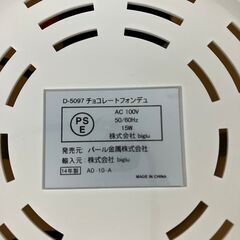 D-5097 チョコレートフォンデュ
PS
E
AC 100V
50/60Hz
15W
株式会社 biglu
発売元 パール金属株式会社
輸入元: 株式会社 biglu
14年製 AO·10·A
MADE IN CHINA